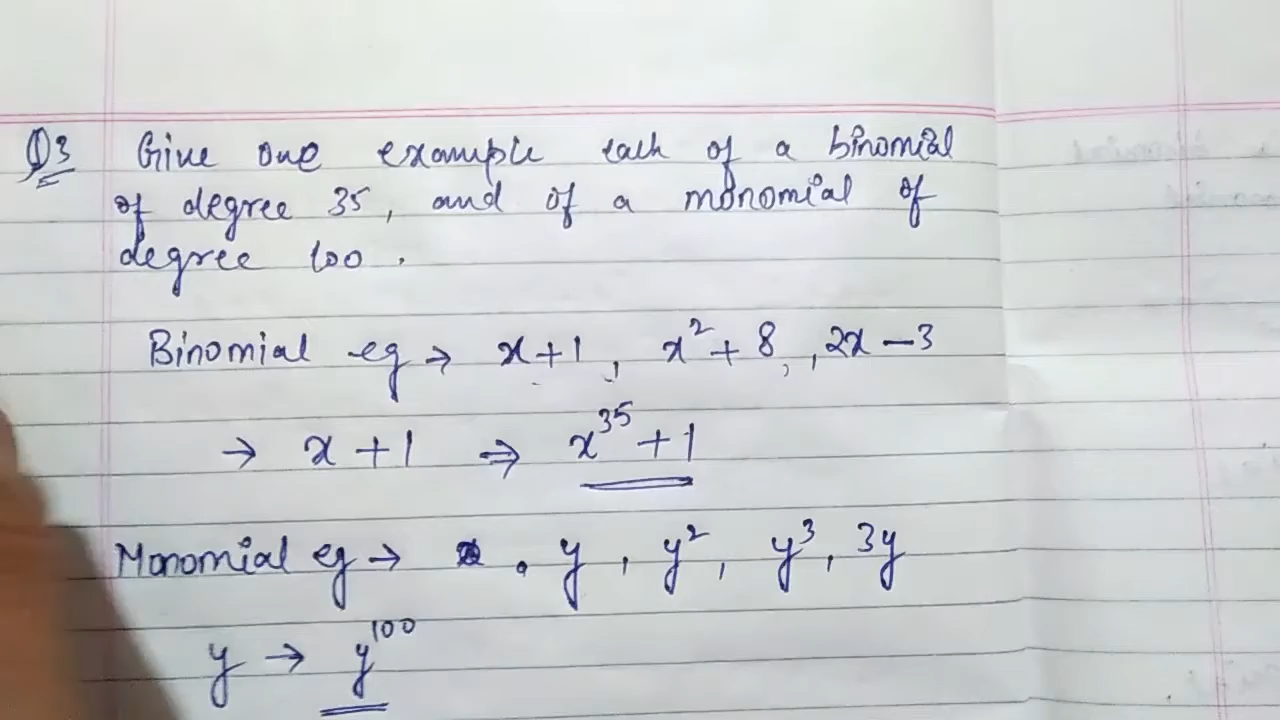 Q3 Give one example each of a binomial
of degree 35, and of a monomial of
degree 100.
Binomial eg → x+1, x²+8, 2x-3
→ x+1 ⇒ x³⁵+1
Monomial eg → y, y², y³, 3y
y → y¹⁰⁰